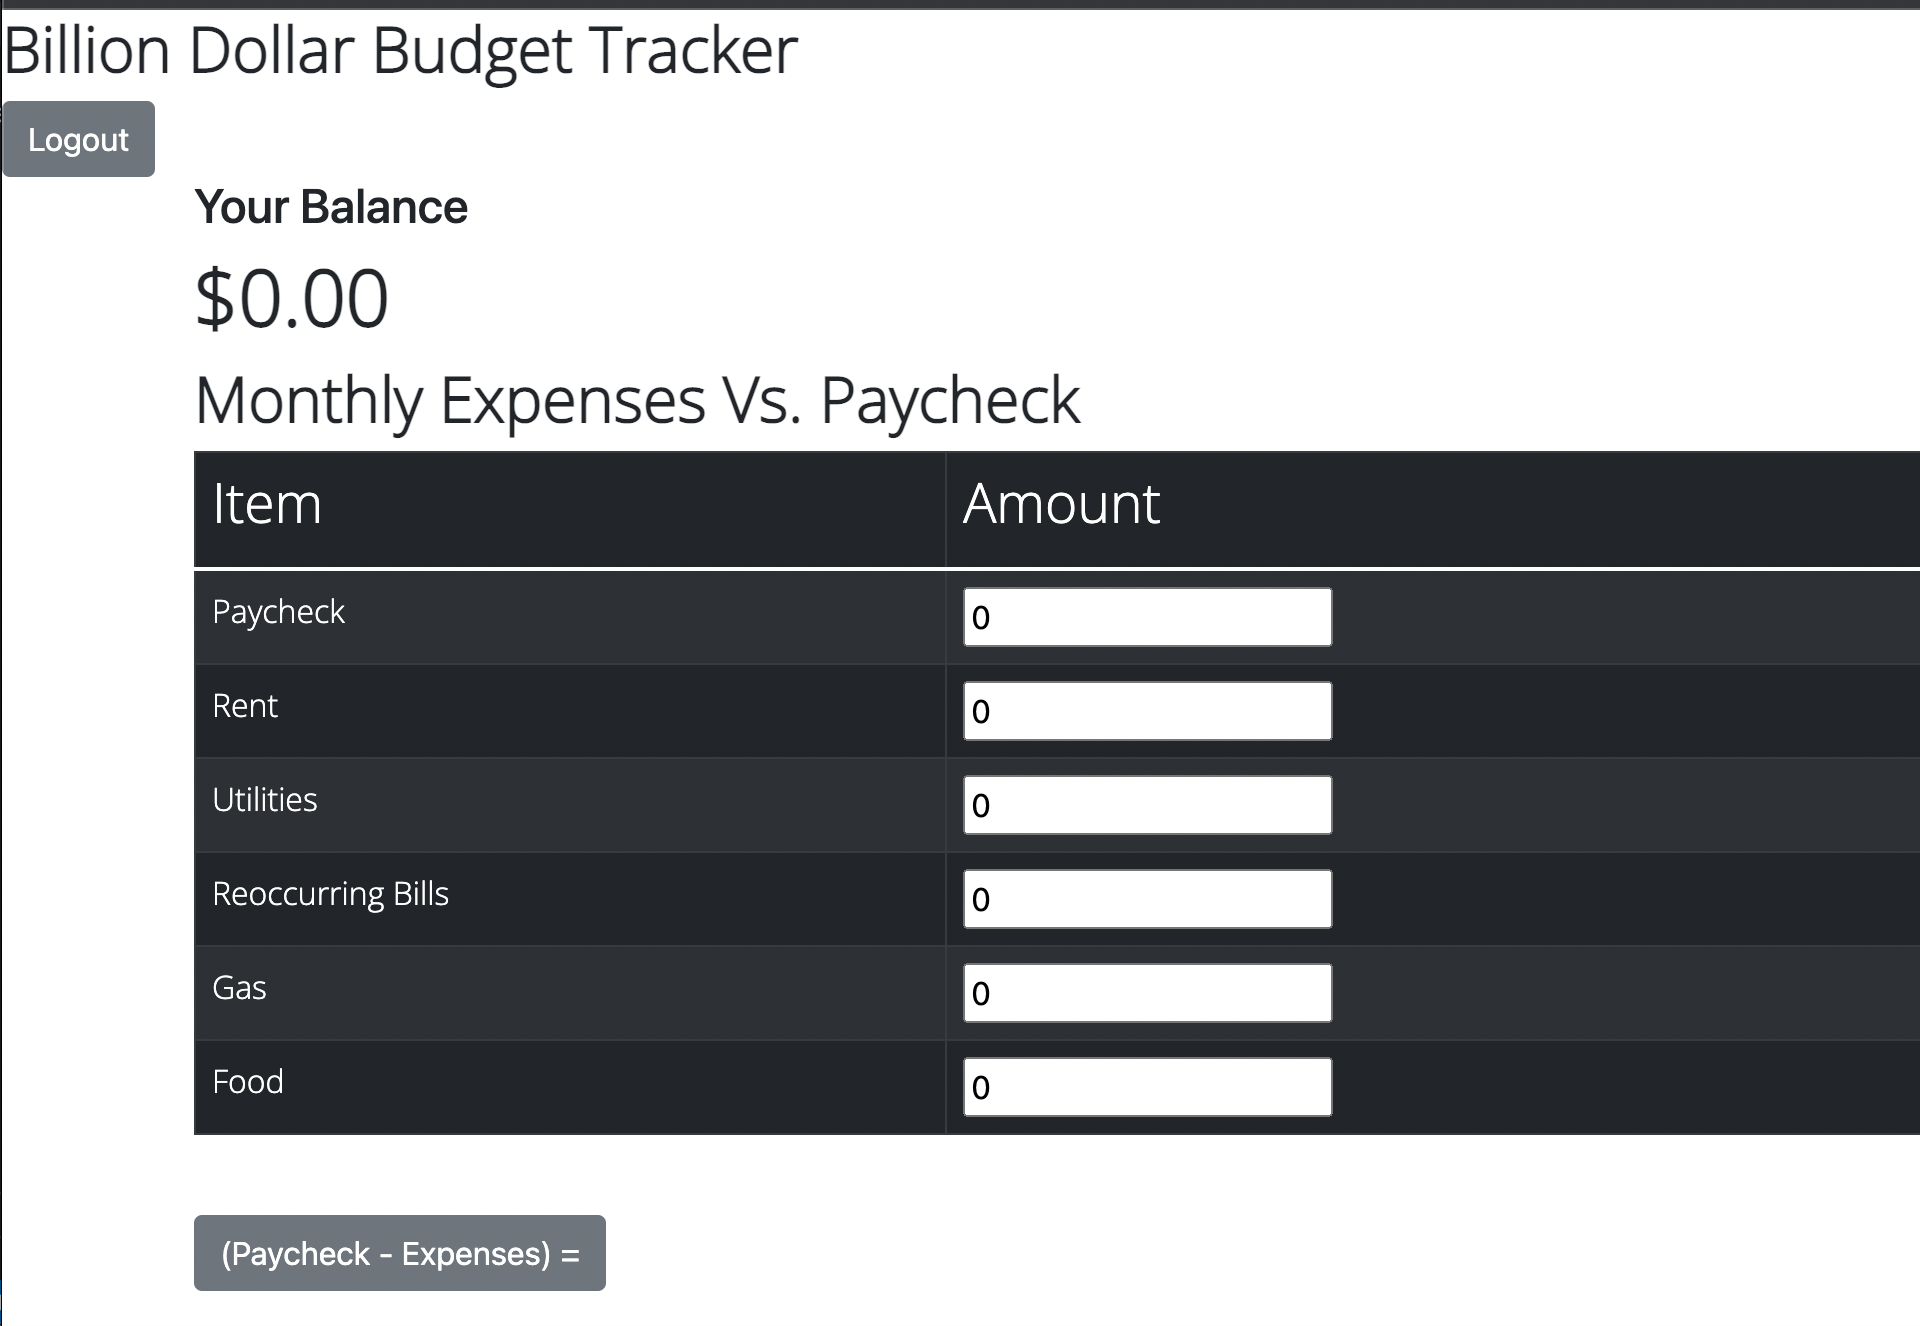 Billion Dollar Budget Tracker
Logout
Your Balance
$0.00
Monthly Expenses Vs. Paycheck
Item Amount
Paycheck 0
Rent 0
Utilities 0
Reoccurring Bills 0
Gas 0
Food 0
(Paycheck - Expenses) =